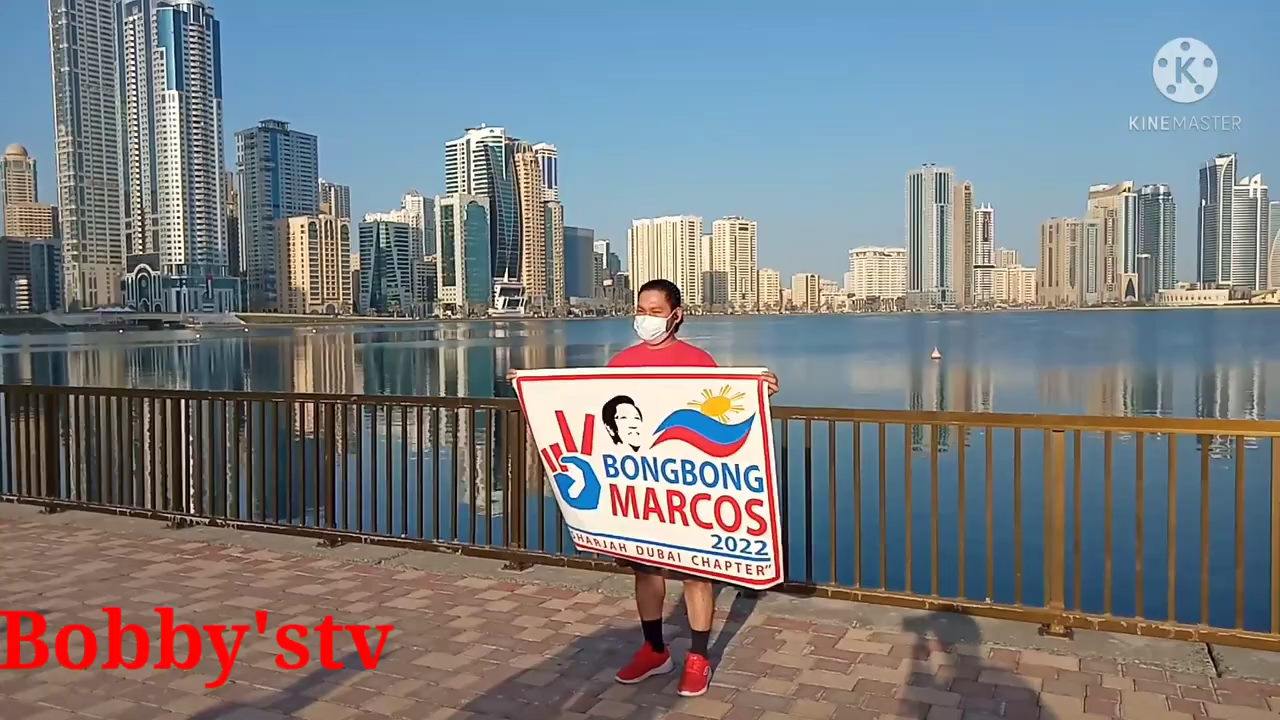 K
KINEMASTER
BONGBONG
MARCOS
2022
SHARJAH DUBAI CHAPTER"
Bobby'stv